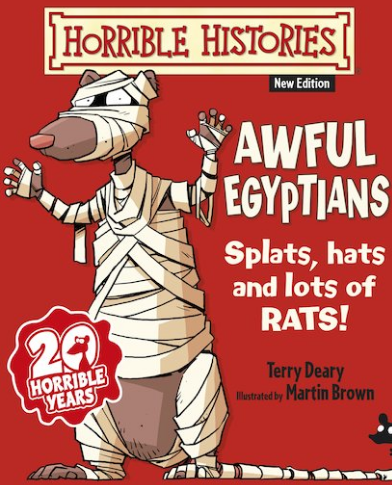 HORRIBLE HISTORIES
New Edition
AWFUL
EGYPTIANS
Splats, hats
and lots of
RATS!
20
HORRIBLE
YEARS
Terry Deary
Illustrated by Martin Brown